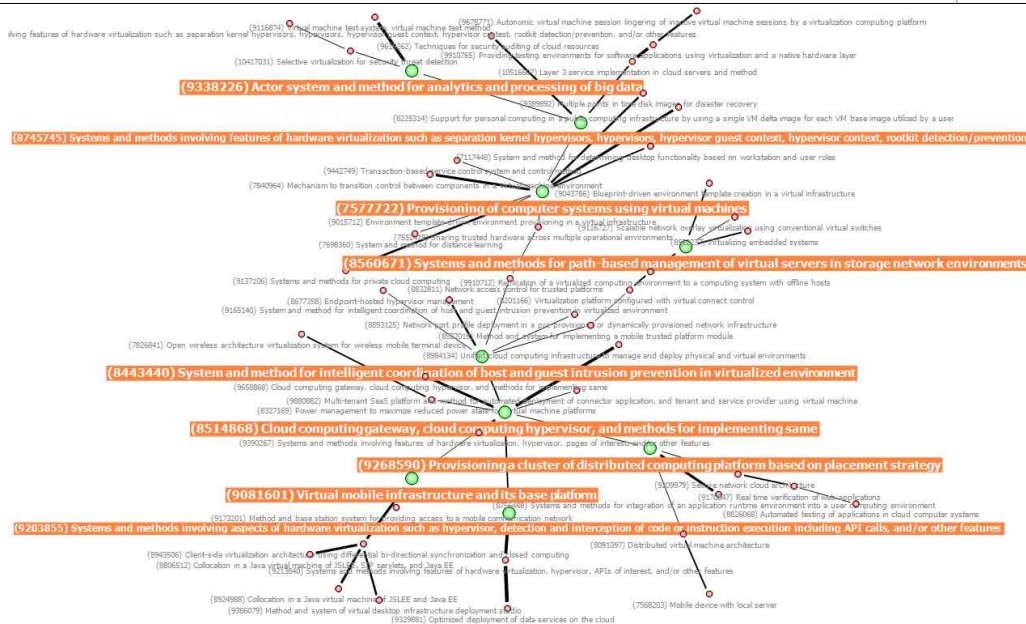 (9678771) Autonomic virtual machine session lingering of inactive virtual machine sessions by a virtualization computing platform
(9116874) Virtual machine test system, virtual machine test method
lving features of hardware virtualization such as separation kernel hypervisors, hypervisors, hypervisor guest context, hypervisor context, rootkit detection/prevention, and/or other features
Techniques for security auditing of cloud resources
(9910765) Providing testing environments for software applications using virtualization and a native hardware layer
(10417031) Selective virtualization for security threat detection
Layer 3 service implementation in cloud servers and method
(9338226) Actor system and method for analytics and processing of big data
(9389892) Multiple points in time disk images for disaster recovery
(8225314) Support for personal computing in a public computing infrastructure by using a single VM delta image for each VM base image utilized by a user
(8745745) Systems and methods involving features of hardware virtualization such as separation kernel hypervisors, hypervisors, hypervisor guest context, hypervisor context, rootkit detection/prevention
(7117448) System and method for determining desktop functionality based on workstation and user roles
(9442749) Transaction-based service control system and control method
(7840964) Mechanism to transition control between components in a virtual machine environment
(9043786) Blueprint-driven environment template creation in a virtual infrastructure
(7577722) Provisioning of computer systems using virtual machines
(9015712) Environment template-driven environment provisioning in a virtual infrastructure
(9116727) Scalable network overlay virtualization using conventional virtual switches
sharing trusted hardware across multiple operational environments
Virtualizing embedded systems
(7698360) System and method for distance learning
(8560671) Systems and methods for path-based management of virtual servers in storage network environments
(9137106) Systems and methods for private cloud computing
(9910712) Replication of a virtualized computing environment to a computing system with offline hosts
(8832811) Network access control for trusted platforms
(8677358) Endpoint-hosted hypervisor management
(8201166) Virtualization platform configured with virtual connect control
(9165140) System and method for intelligent coordination of host and guest intrusion prevention in virtualized environment
(8893125) Network port profile deployment in a pre provisioned or dynamically provisioned network infrastructure
Method and system for implementing a mobile trusted platform module
(7826841) Open wireless architecture virtualization system for wireless mobile terminal devices
(8984134) Unified cloud computing infrastructure to manage and deploy physical and virtual environments
(8443440) System and method for intelligent coordination of host and guest intrusion prevention in virtualized environment
(9658868) Cloud computing gateway, cloud computing hypervisor, and methods for implementing same
(9880882) Multi-tenant SaaS platform and method for automated deployment of connector application, and tenant and service provider using virtual machine
(8327169) Power management to maximize reduced power state for virtual machine platforms
(8514868) Cloud computing gateway, cloud computing hypervisor, and methods for implementing same
(9390267) Systems and methods involving features of hardware virtualization, hypervisor, pages of interest, and/or other features
(9268590) Provisioning a cluster of distributed computing platform based on placement strategy
(9209979) Secure network cloud architecture
Real time verification of web applications
(9081601) Virtual mobile infrastructure and its base platform
Systems and methods for integration of an application runtime environment into a user computing environment
(8826068) Automated testing of applications in cloud computer systems
(9173201) Method and base station system for providing access to a mobile communication network
(9203855) Systems and methods involving aspects of hardware virtualization such as hypervisor, detection and interception of code or instruction execution including API calls, and/or other features
(8091097) Distributed virtual machine architecture
(8943506) Client-side virtualization architecture using differential bi-directional synchronization and closed computing
(8806512) Collocation in a Java virtual machine of JSLEE, SIP servlets, and Java EE
(9213840) Systems and methods involving features of hardware virtualization, hypervisor, APIs of interest, and/or other features
(8924988) Collocation in a Java virtual machine of JSLEE and Java EE
(7568203) Mobile device with local server
(9386079) Method and system of virtual desktop infrastructure deployment studio
(9329881) Optimized deployment of data services on the cloud